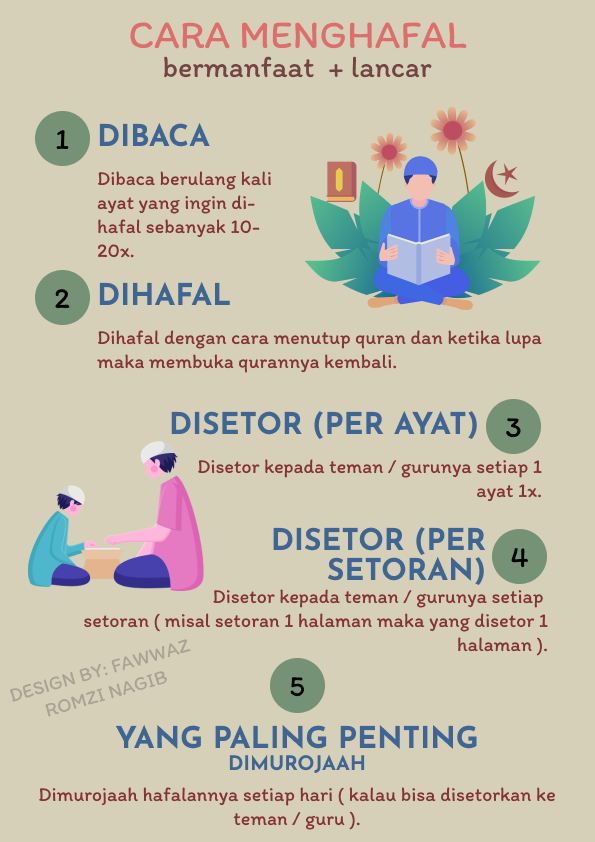 CARA MENGHAFAL
bermanfaat + lancar
1
DIBACA
Dibaca berulang kali
ayat yang ingin di-
hafal sebanyak 10-
20x.
2
DIHAFAL
Dihafal dengan cara menutup quran dan ketika lupa
maka membuka qurannya kembali.
DISETOR (PER AYAT)
3
Disetor kepada teman / gurunya setiap 1
ayat 1x.
DISETOR (PER
SETORAN)
4
Disetor kepada teman / gurunya setiap
setoran ( misal setoran 1 halaman maka yang disetor 1
halaman ).
DESIGN BY: FAWWAZ
ROMZI NAGIB
5
YANG PALING PENTING
DIMUROJAAH
Dimurojaah hafalannya setiap hari ( kalau bisa disetorkan ke
teman / guru ).